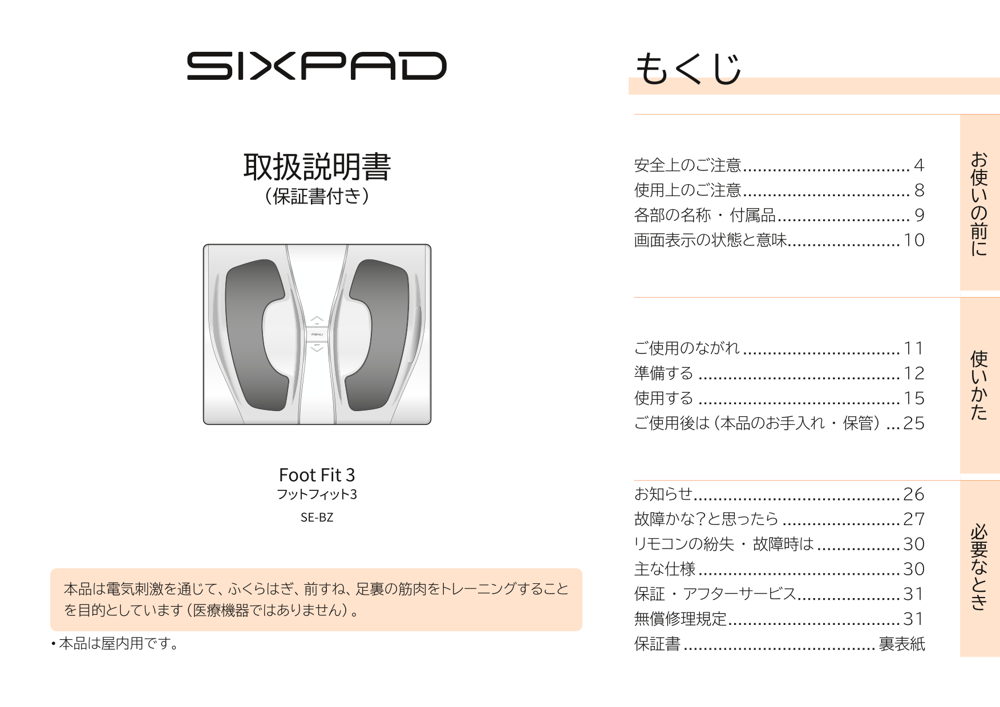 SIXPAD
取扱説明書
（保証書付き）
MENU
Foot Fit 3
フットフィット3
SE-BZ
本品は電気刺激を通じて、ふくらはぎ、前すね、足裏の筋肉をトレーニングすること
を目的としています（医療機器ではありません）。
・本品は屋内用です。
もくじ
お使いの前に
安全上のご注意.................................. 4
使用上のご注意.................................. 8
各部の名称・付属品........................... 9
画面表示の状態と意味.......................10
使いかた
ご使用のながれ................................11
準備する .........................................12
使用する .........................................15
ご使用後は（本品のお手入れ・保管）...25
必要なとき
お知らせ..........................................26
故障かな？と思ったら ........................27
リモコンの紛失・故障時は .................30
主な仕様 .........................................30
保証・アフターサービス.....................31
無償修理規定...................................31
保証書 ....................................... 裏表紙